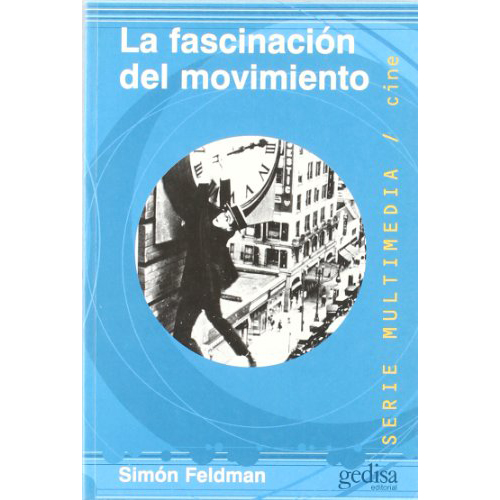 La fascinación
del movimiento
SERIE MULTIMEDIA / cine
Simón Feldman
gedisa
editorial